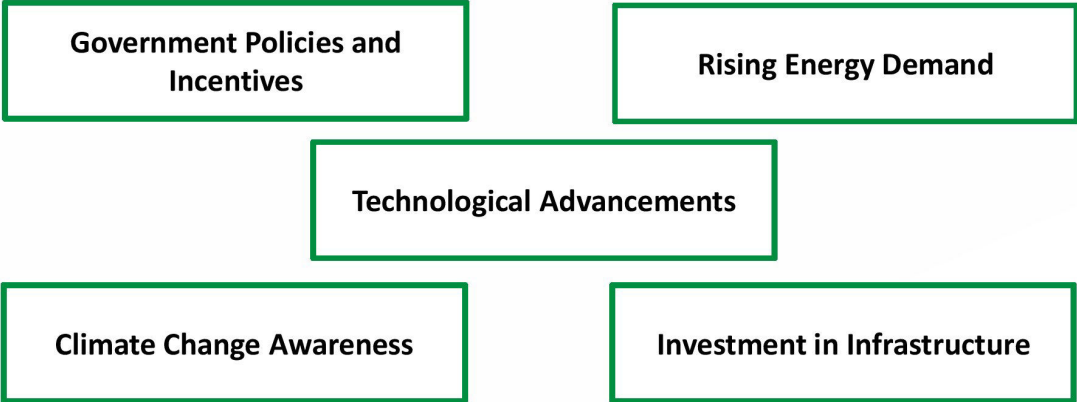 Government Policies and
Incentives
Rising Energy Demand
Technological Advancements
Climate Change Awareness
Investment in Infrastructure